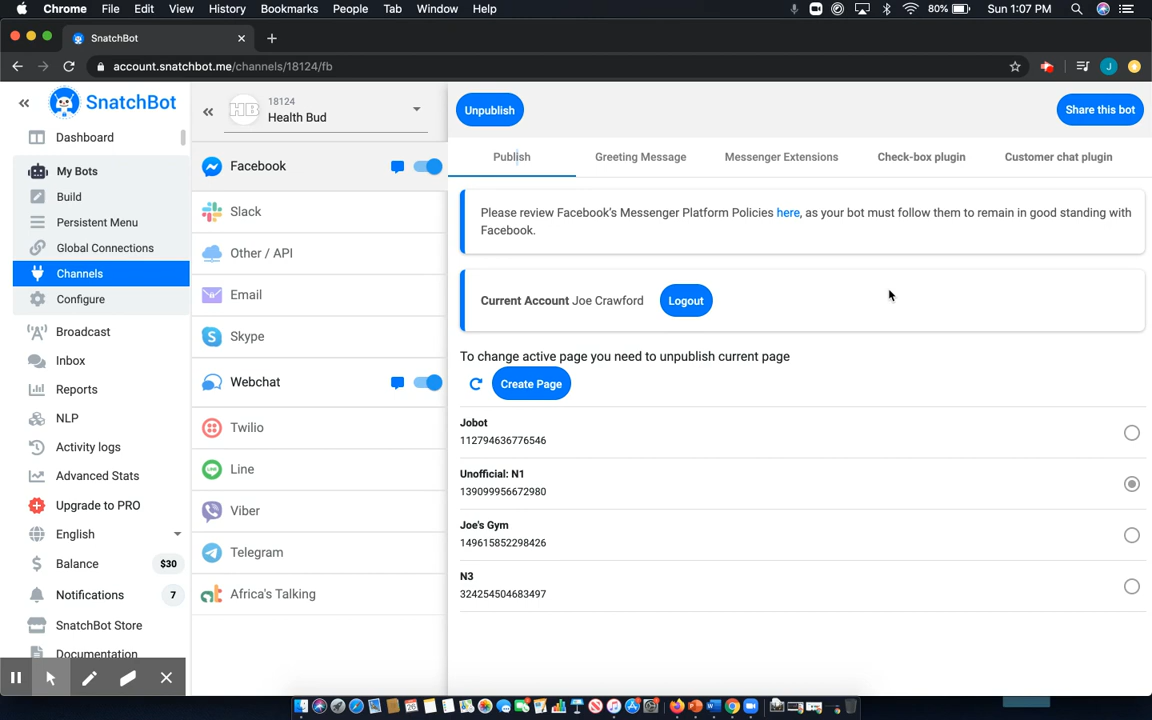 Chrome File Edit View History Bookmarks People Tab Window Help 80% Sun 1:07 PM
SnatchBot
account.snatchbot.me/channels/18124/fb
SnatchBot
Dashboard
My Bots
Build
Persistent Menu
Global Connections
Channels
Configure
Broadcast
Inbox
Reports
NLP
Activity logs
Advanced Stats
Upgrade to PRO
English
Balance $30
Notifications 7
SnatchBot Store
Documentation
HB
18124
Health Bud
Facebook
Slack
Other / API
Email
Skype
Webchat
Twilio
Line
Viber
Telegram
Africa's Talking
Unpublish
Share this bot
Publish Greeting Message Messenger Extensions Check-box plugin Customer chat plugin
Please review Facebook's Messenger Platform Policies here, as your bot must follow them to remain in good standing with
Facebook.
Current Account Joe Crawford Logout
To change active page you need to unpublish current page
Create Page
Jobot
112794636776546
Unofficial: N1
139099956672980
Joe's Gym
149615852298426
N3
324254504683497